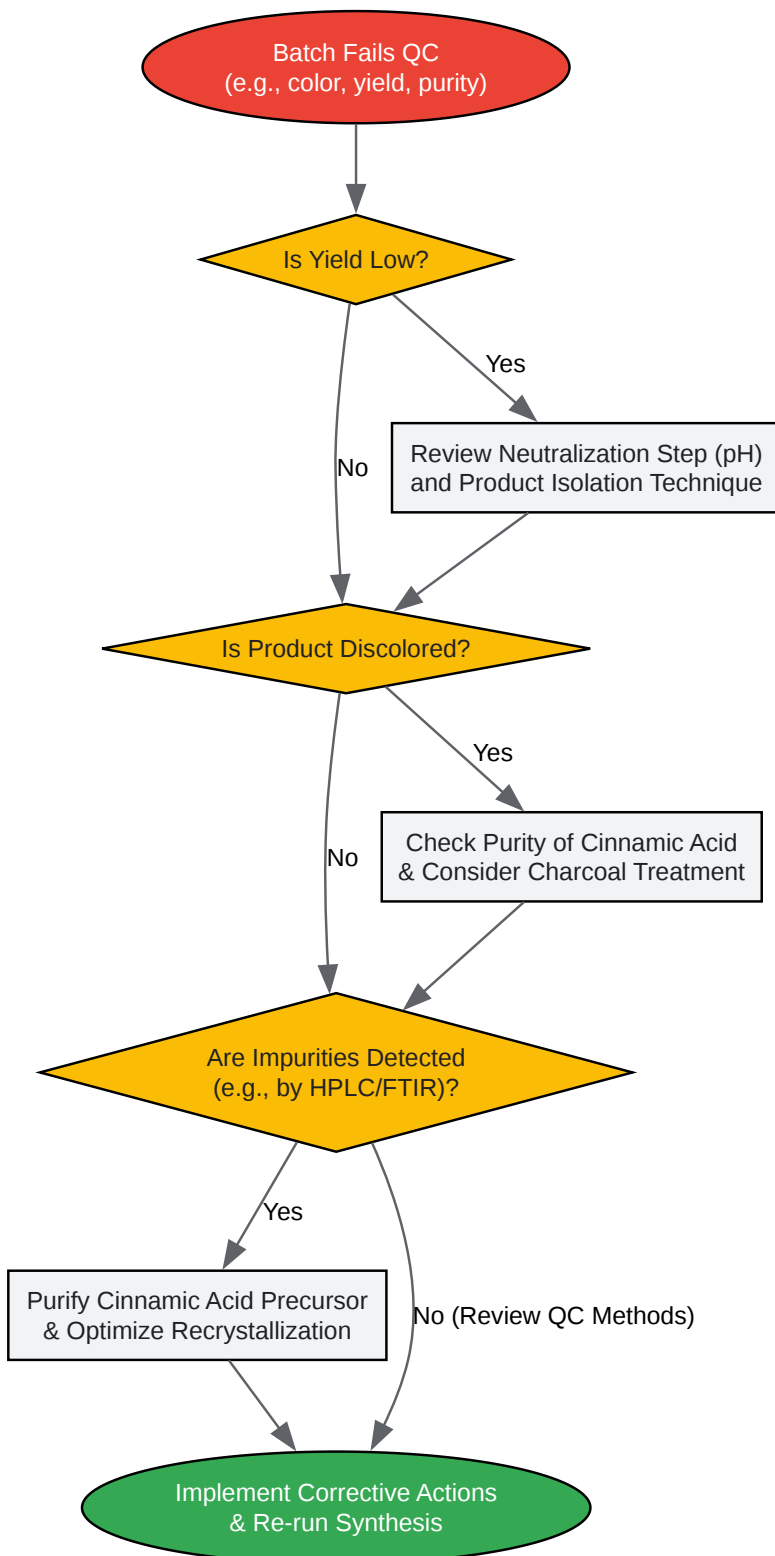 Batch Fails QC
(e.g., color, yield, purity)
Is Yield Low?
Yes
Review Neutralization Step (pH)
and Product Isolation Technique
No
Is Product Discolored?
Yes
Check Purity of Cinnamic Acid
& Consider Charcoal Treatment
No
Are Impurities Detected
(e.g., by HPLC/FTIR)?
Yes
Purify Cinnamic Acid Precursor
& Optimize Recrystallization
No (Review QC Methods)
Implement Corrective Actions
& Re-run Synthesis